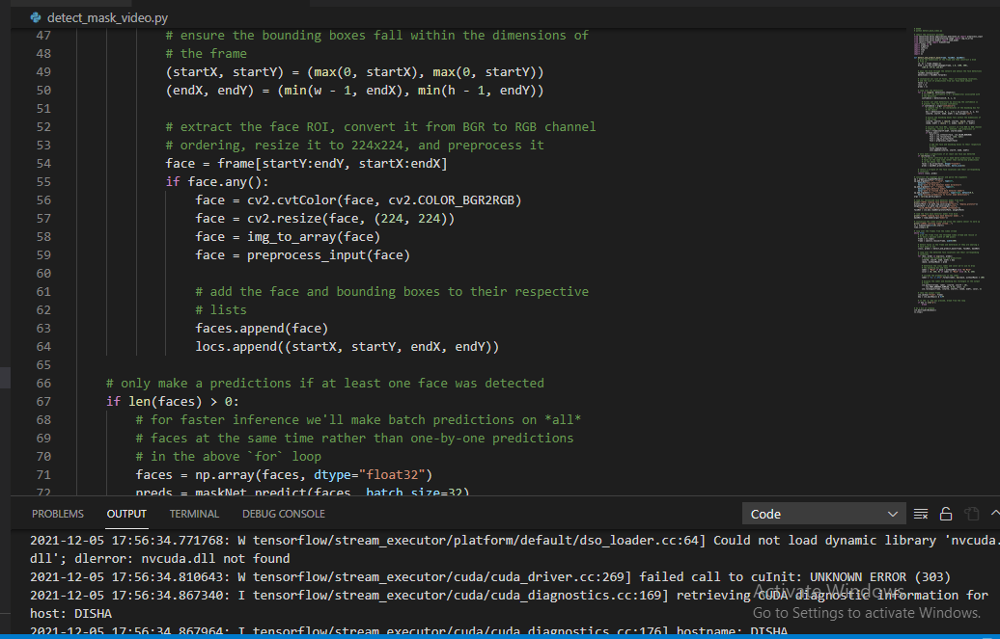 detect_mask_video.py
47 # ensure the bounding boxes fall within the dimensions of
48 # the frame
49 (startX, startY) = (max(0, startX), max(0, startY))
50 (endX, endY) = (min(w - 1, endX), min(h - 1, endY))
51
52 # extract the face ROI, convert it from BGR to RGB channel
53 # ordering, resize it to 224x224, and preprocess it
54 face = frame[startY:endY, startX:endX]
55 if face.any():
56 face = cv2.cvtColor(face, cv2.COLOR_BGR2RGB)
57 face = cv2.resize(face, (224, 224))
58 face = img_to_array(face)
59 face = preprocess_input(face)
60
61 # add the face and bounding boxes to their respective
62 # lists
63 faces.append(face)
64 locs.append((startX, startY, endX, endY))
65
66 # only make a predictions if at least one face was detected
67 if len(faces) > 0:
68 # for faster inference we'll make batch predictions on *all*
69 # faces at the same time rather than one-by-one predictions
70 # in the above `for` loop
71 faces = np.array(faces, dtype="float32")
72 preds = maskNet.predict(faces, batch_size=32)
PROBLEMS OUTPUT TERMINAL DEBUG CONSOLE Code
2021-12-05 17:56:34.771768: W tensorflow/stream_executor/platform/default/dso_loader.cc:64] Could not load dynamic library 'nvcuda.
dll'; dlerror: nvcuda.dll not found
2021-12-05 17:56:34.810643: W tensorflow/stream_executor/cuda/cuda_driver.cc:269] failed call to cuInit: UNKNOWN ERROR (303)
2021-12-05 17:56:34.867340: I tensorflow/stream_executor/cuda/cuda_diagnostics.cc:169] retrieving CUDA diagnostic information for
host: DISHA
2021-12-05 17:56:34.867964: I tensorflow/stream_executor/cuda/cuda_diagnostics.cc:176] hostname: DISHA
Activate Windows
Go to Settings to activate Windows.